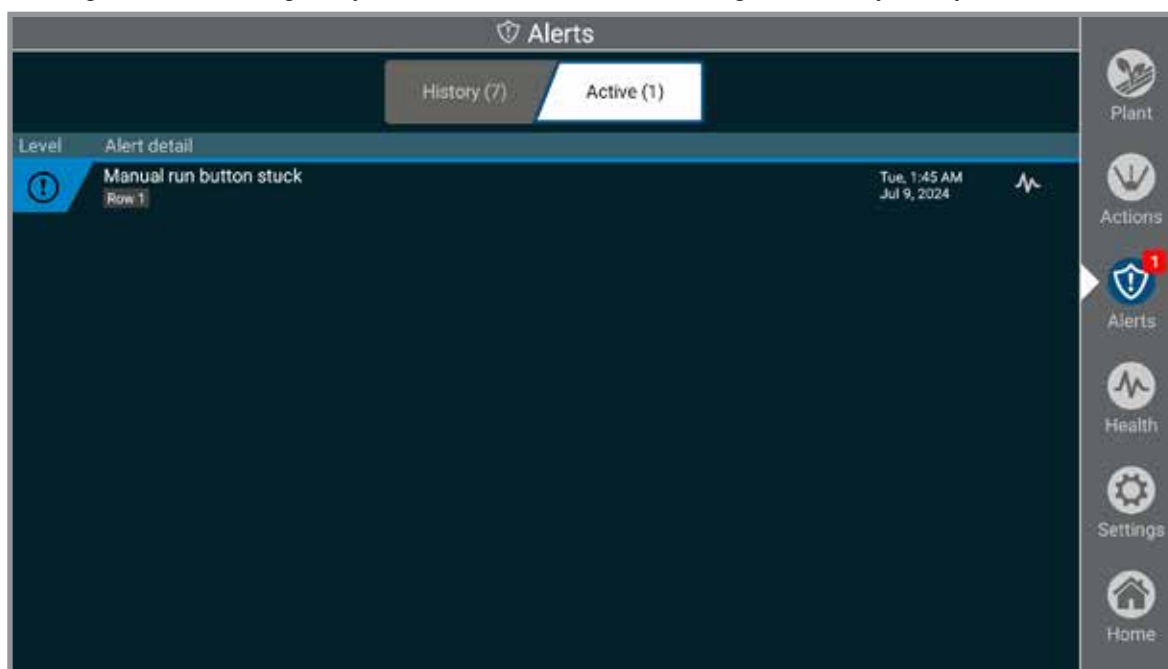 Alerts
History (7)
Active (1)
Level Alert detail
Manual run button stuck
Row 1
Tue, 1:45 AM
Jul 9, 2024
Plant
Actions
1
Alerts
Health
Settings
Home